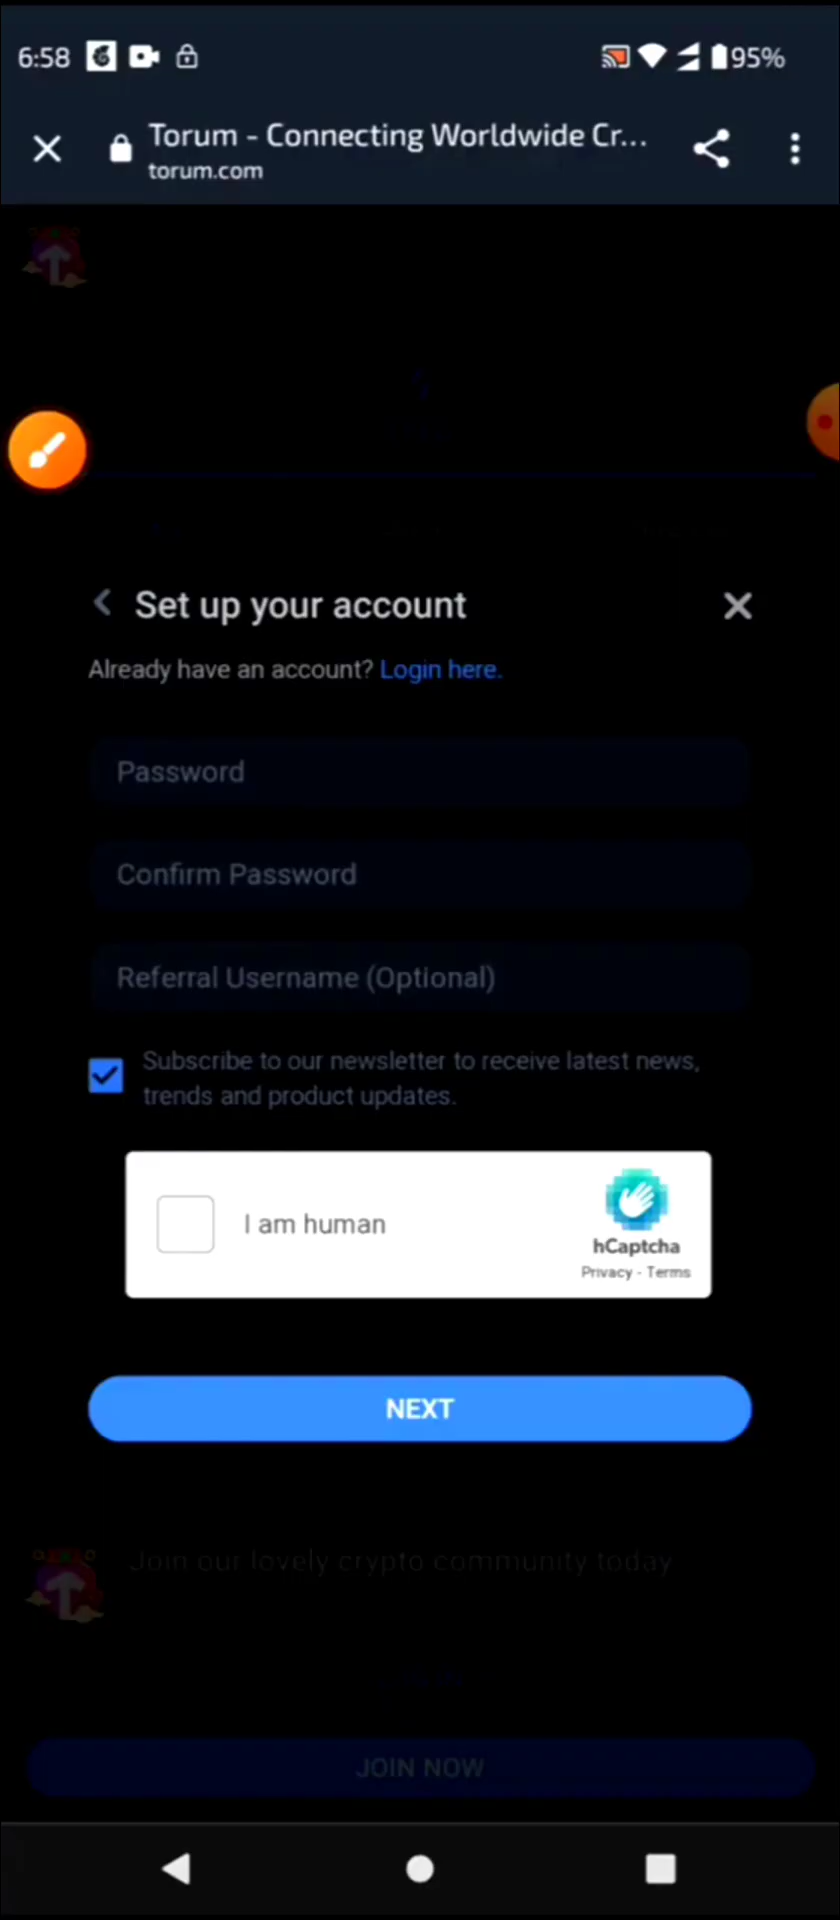 6:58
95%
Torum - Connecting Worldwide Cr...
torum.com
Set up your account
Already have an account? Login here.
Password
Confirm Password
Referral Username (Optional)
Subscribe to our newsletter to receive latest news,
trends and product updates.
I am human
hCaptcha
Privacy - Terms
NEXT
Join our lovely crypto community today
JOIN NOW